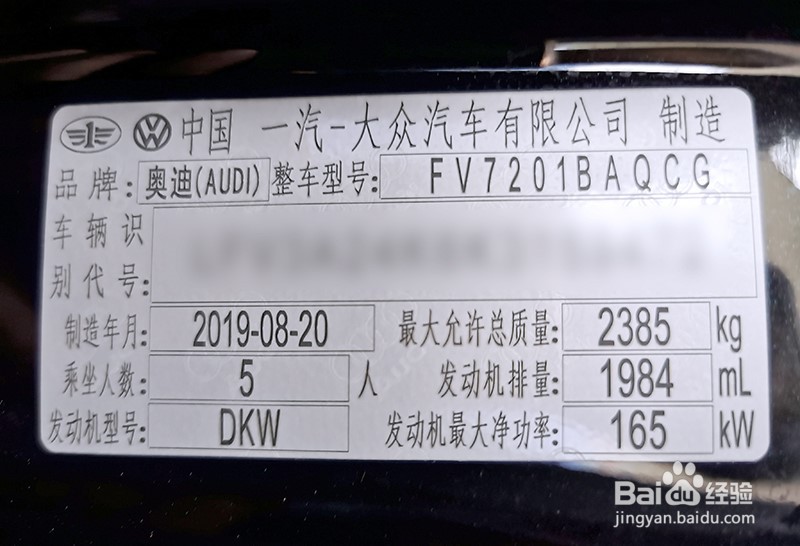 中国 一汽-大众汽车有限公司 制造
品牌: 奥迪(AUDI) 整车型号: FV7201BAQCG
车辆识
别代号:
制造年月: 2019-08-20 最大允许总质量: 2385 kg
乘坐人数: 5 人 发动机排量: 1984 mL
发动机型号: DKW 发动机最大净功率: 165 kW
Baidu经验
jingyan.baidu.com